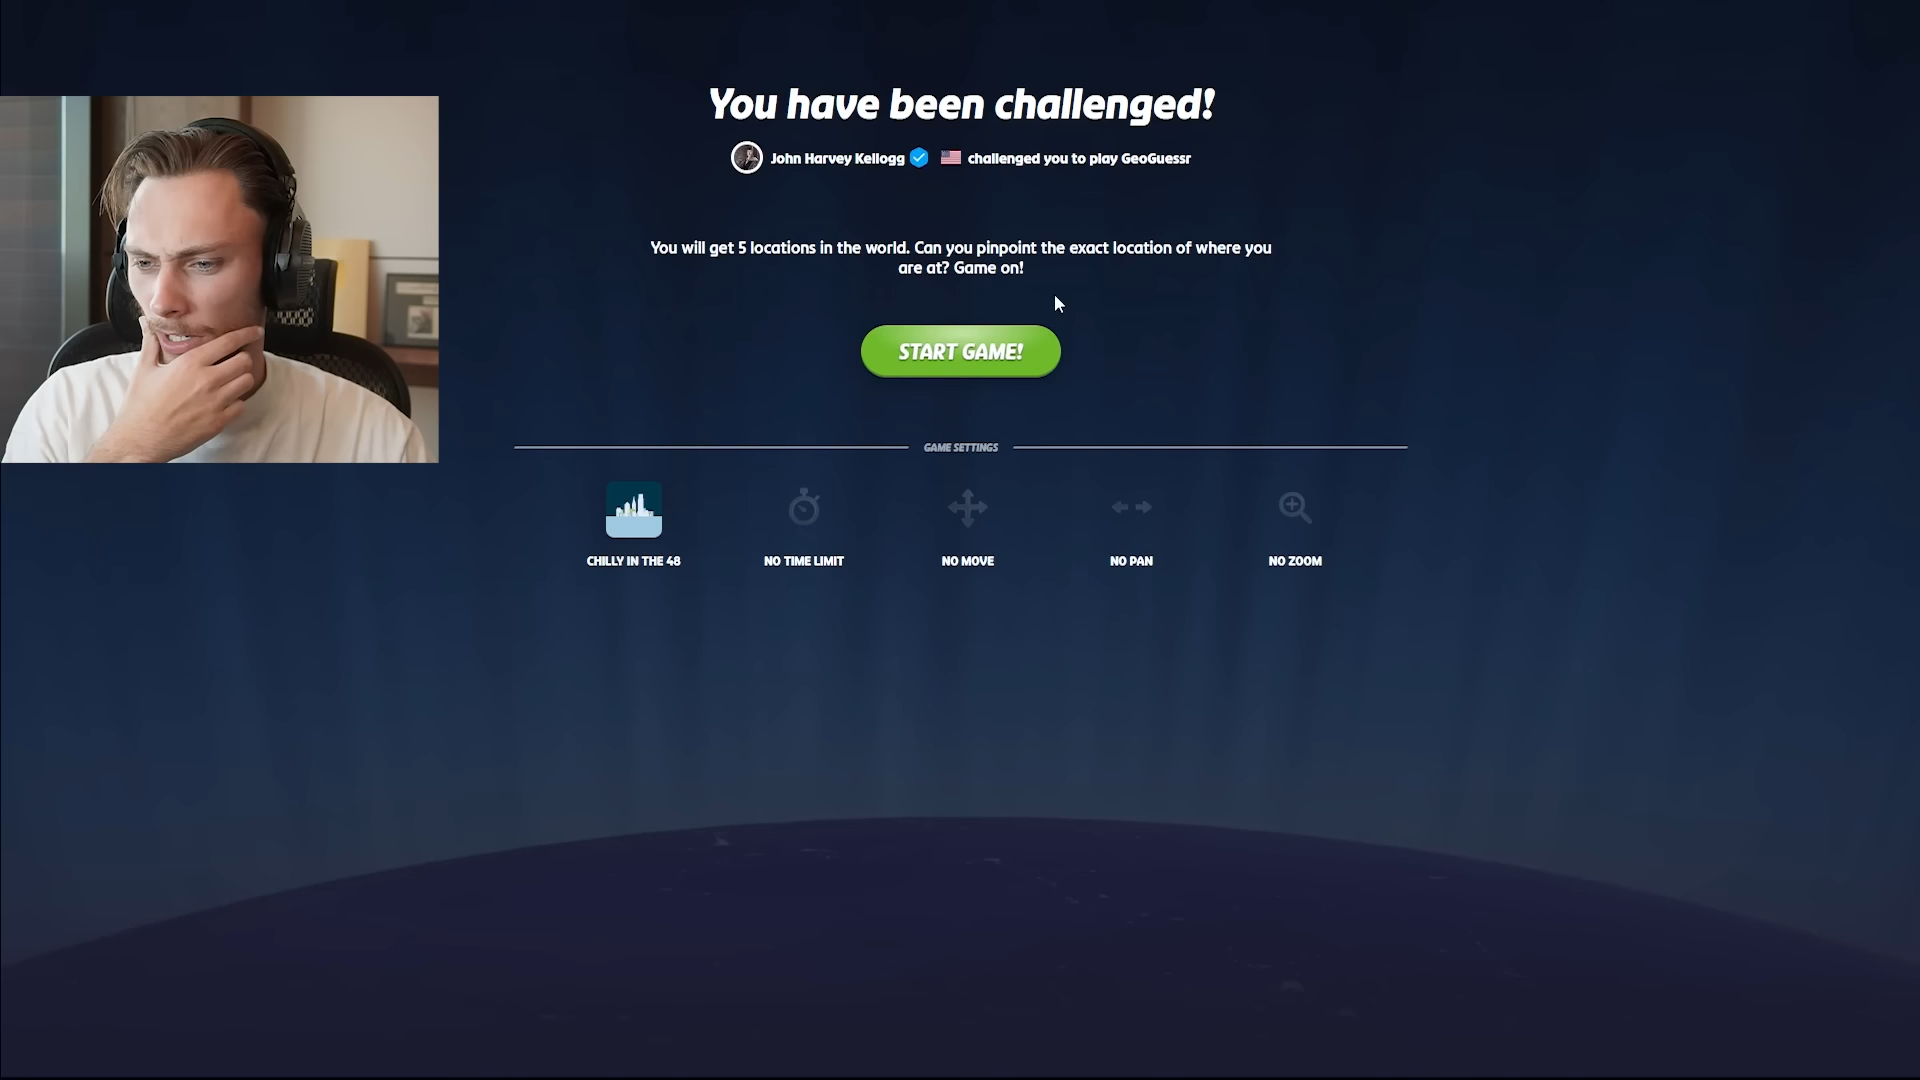 You have been challenged!
John Harvey Kellogg challenged you to play GeoGuessr
You will get 5 locations in the world. Can you pinpoint the exact location of where you
are at? Game on!
START GAME!
GAME SETTINGS
CHILLY IN THE 48
NO TIME LIMIT
NO MOVE
NO PAN
NO ZOOM